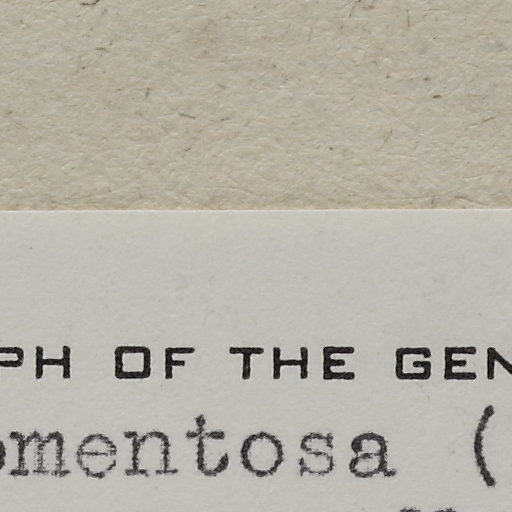 PH OF THE GEN
omentosa (